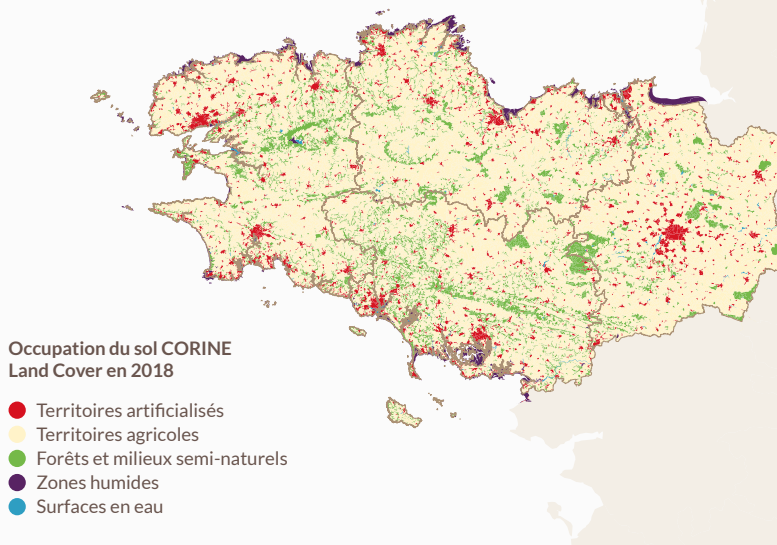 Occupation du sol CORINE
Land Cover en 2018
Territoires artificialisés
Territoires agricoles
Forêts et milieux semi-naturels
Zones humides
Surfaces en eau